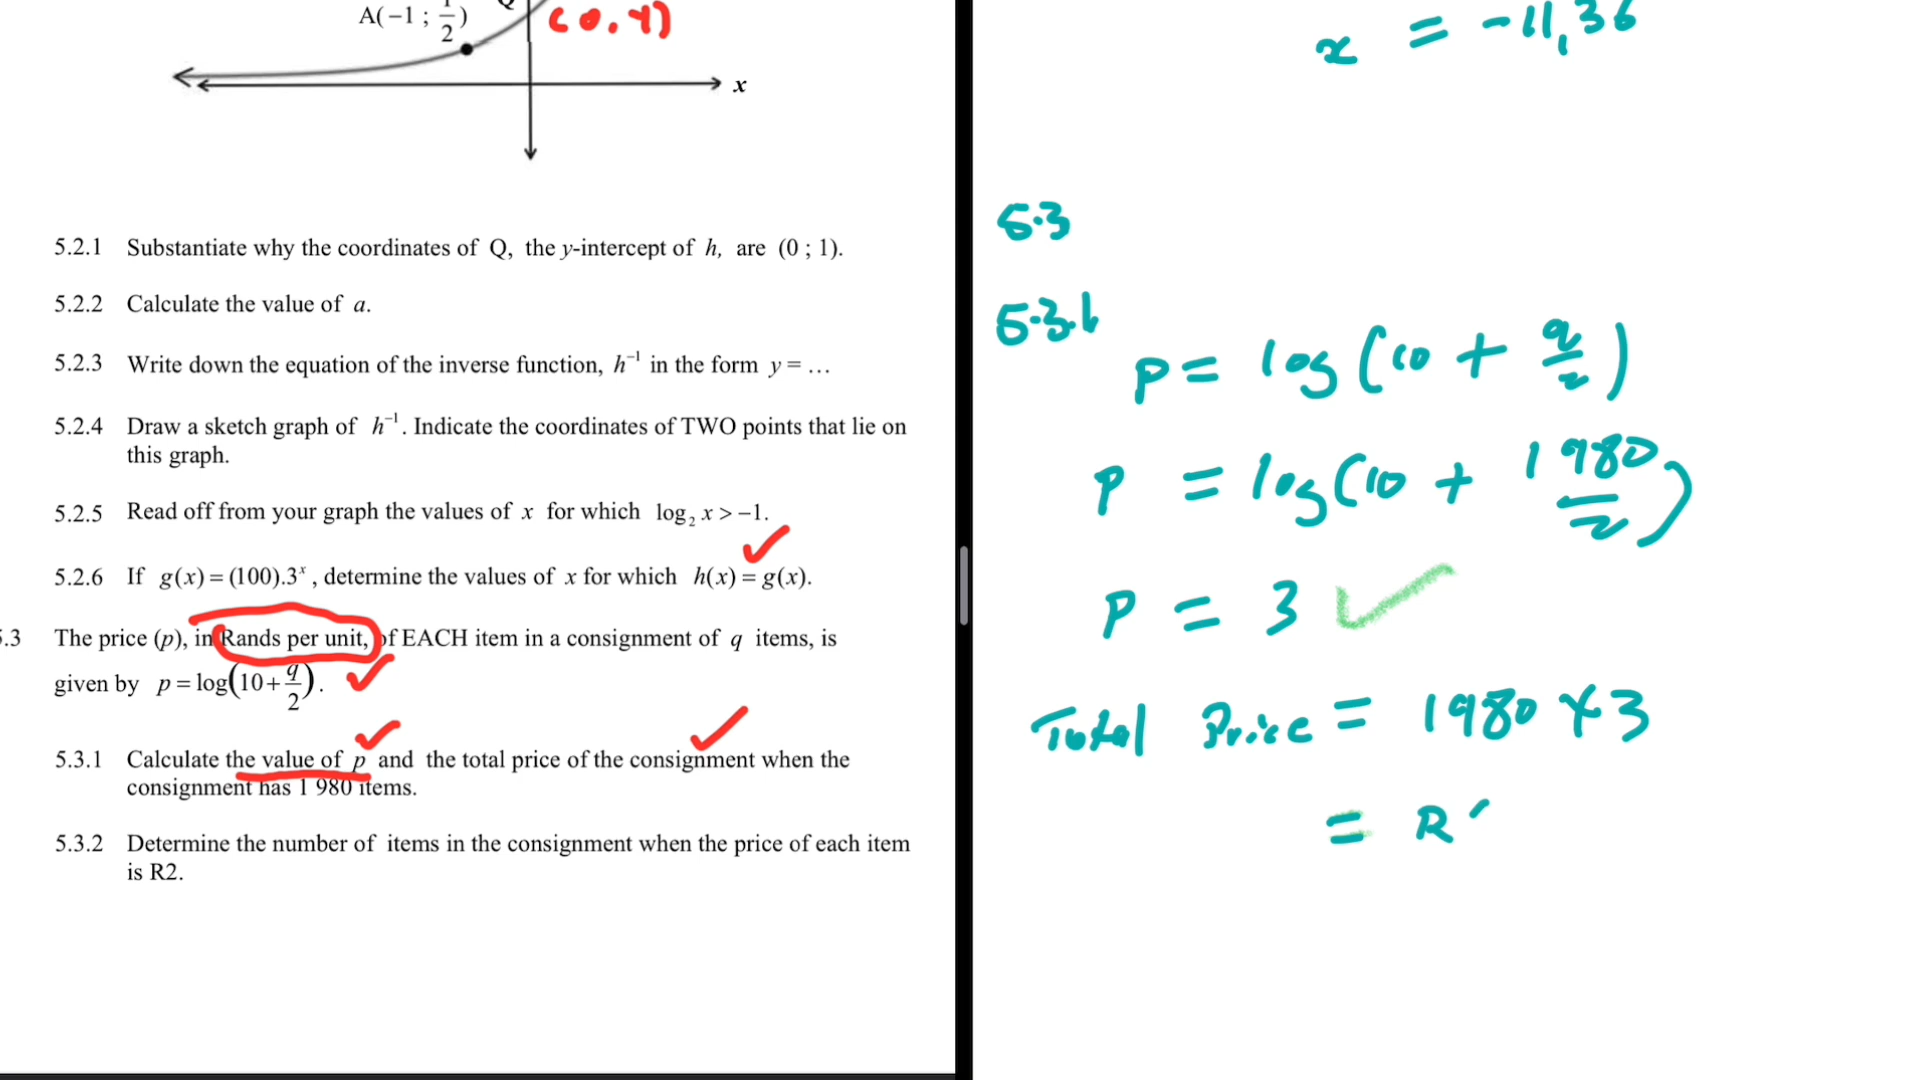 A(−1 ; 1/2)
(0, 1)
x
5.2.1 Substantiate why the coordinates of Q, the y-intercept of h, are (0 ; 1).
5.2.2 Calculate the value of a.
5.2.3 Write down the equation of the inverse function, h⁻¹ in the form y = …
5.2.4 Draw a sketch graph of h⁻¹. Indicate the coordinates of TWO points that lie on
this graph.
5.2.5 Read off from your graph the values of x for which log₂ x > −1.
5.2.6 If g(x) = (100).3ˣ, determine the values of x for which h(x) = g(x).
5.3 The price (p), in Rands per unit, of EACH item in a consignment of q items, is
given by p = log(10 + q/2).
5.3.1 Calculate the value of p and the total price of the consignment when the
consignment has 1 980 items.
5.3.2 Determine the number of items in the consignment when the price of each item
is R2.
x = −11,36
5.3
5.3.1
p = log (10 + q/2)
p = log (10 + 1980/2)
p = 3 ✓
Total Price = 1980 × 3
= R